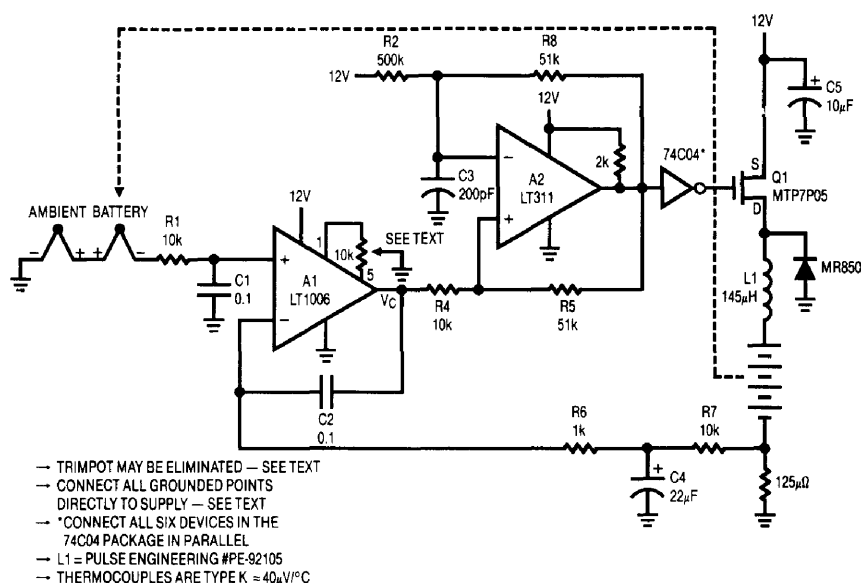 12V
R2
500k
R8
51k
12V
12V
+
C5
10µF
2k
74C04*
S
Q1
MTP7P05
D
−
A2
LT311
+
C3
200pF
AMBIENT BATTERY
− + + −
R1
10k
12V
1
10k
SEE TEXT
5
+
A1
LT1006
−
VC
C1
0.1
R4
10k
R5
51k
L1
145µH
MR850
C2
0.1
R6
1k
R7
10k
+
C4
22µF
125µΩ
→ TRIMPOT MAY BE ELIMINATED — SEE TEXT
→ CONNECT ALL GROUNDED POINTS
DIRECTLY TO SUPPLY — SEE TEXT
→ *CONNECT ALL SIX DEVICES IN THE
74C04 PACKAGE IN PARALLEL
→ L1 = PULSE ENGINEERING #PE-92105
→ THERMOCOUPLES ARE TYPE K ≈ 40µV/°C